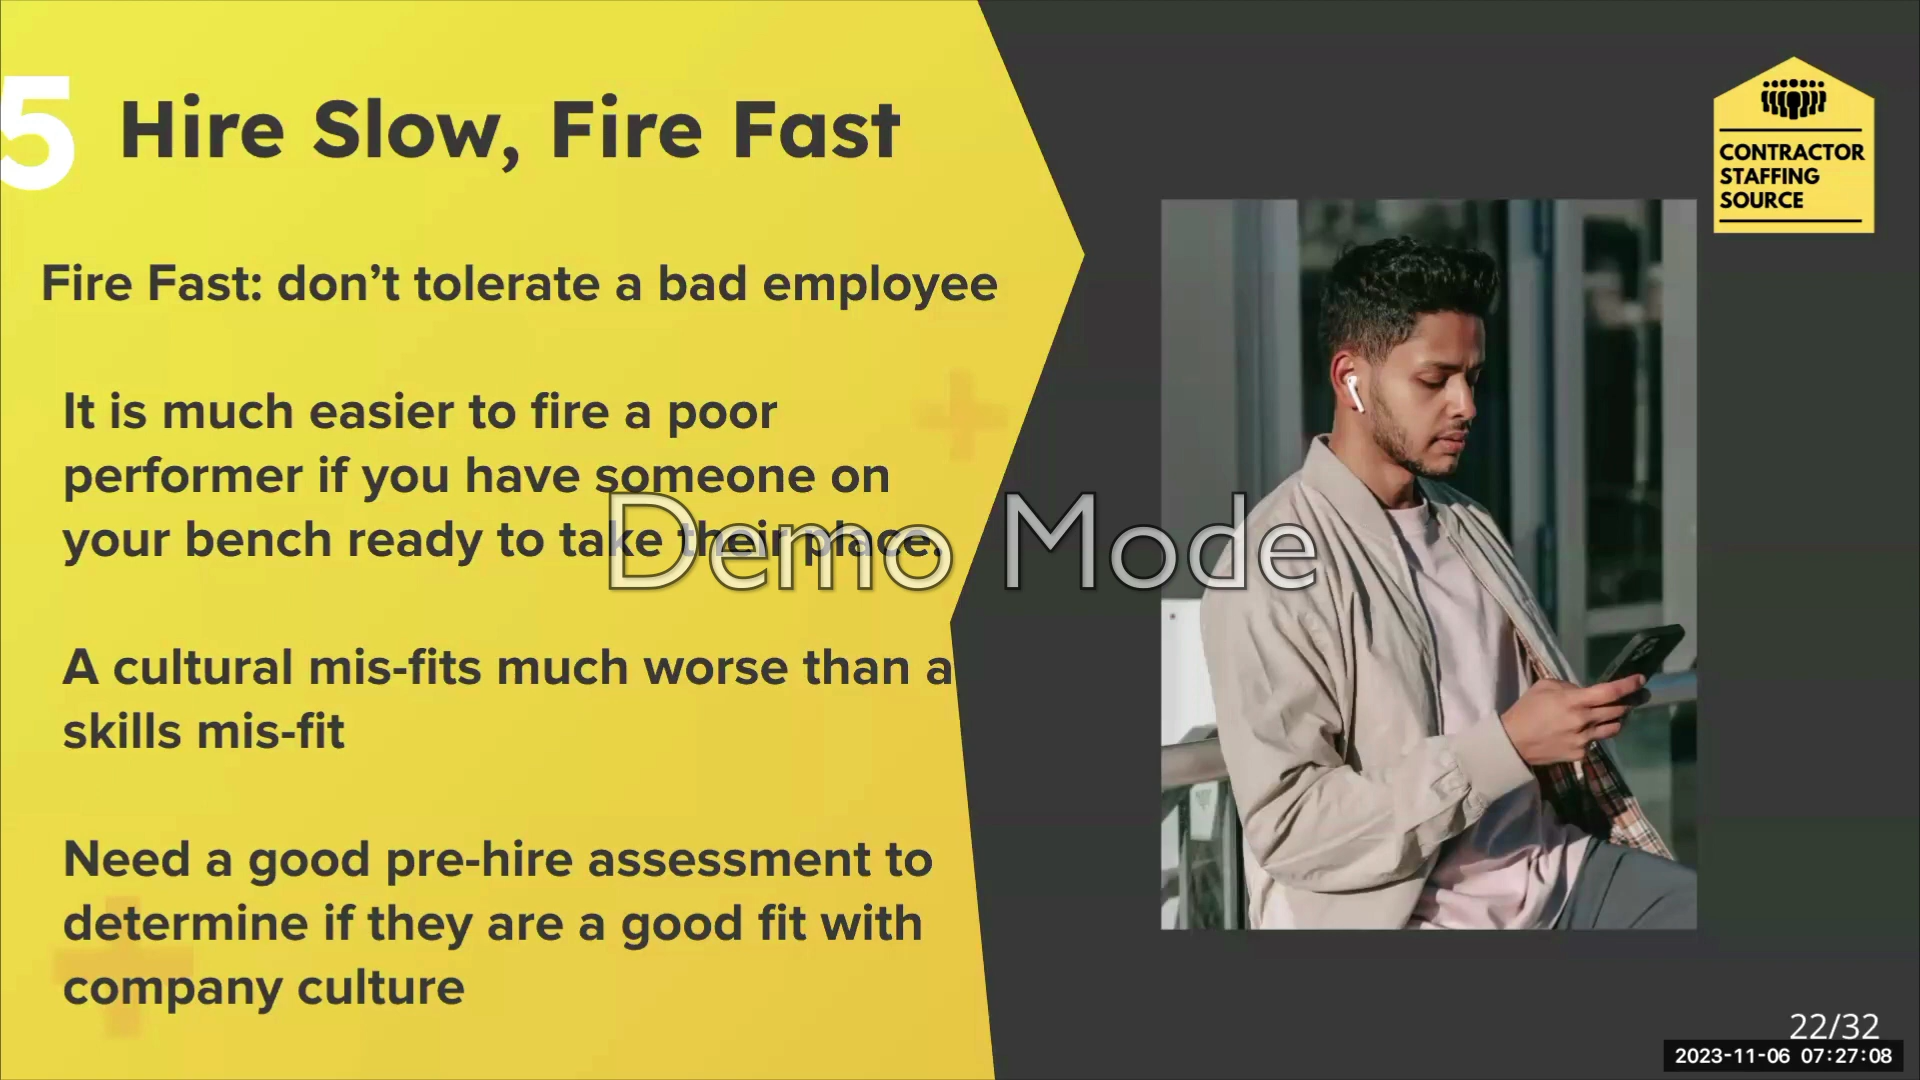 5
Hire Slow, Fire Fast
CONTRACTOR
STAFFING
SOURCE
Fire Fast: don’t tolerate a bad employee
It is much easier to fire a poor
performer if you have someone on
your bench ready to take their place.
Demo Mode
A cultural mis-fits much worse than a
skills mis-fit
Need a good pre-hire assessment to
determine if they are a good fit with
company culture
22/32
2023-11-06 07:27:08